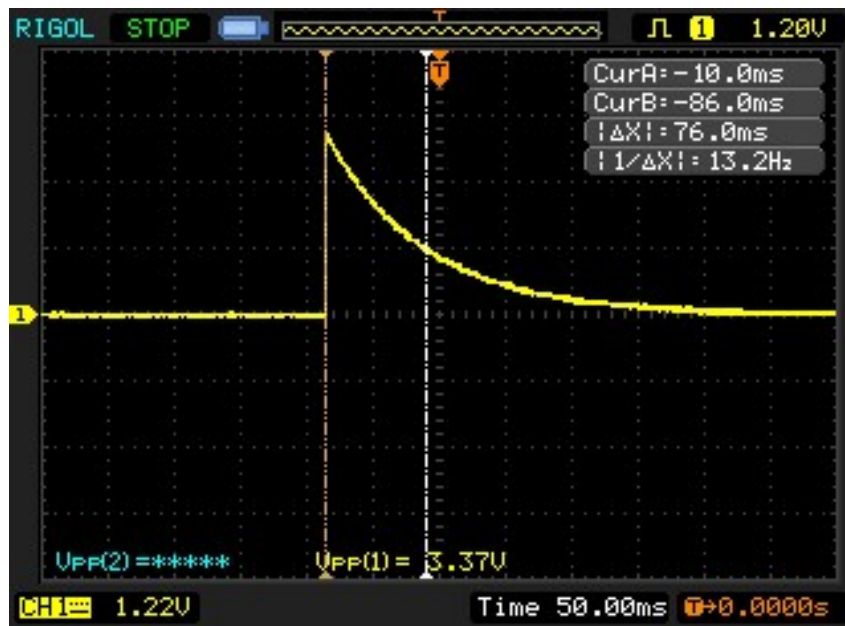 RIGOL STOP T 1 1.20V
T
CurA:-10.0ms
CurB:-86.0ms
|ΔX|:76.0ms
|1/ΔX|:13.2Hz
1
Vpp(2)=***** Vpp(1)= 3.37V
CH1 1.22V Time 50.00ms T→0.0000s